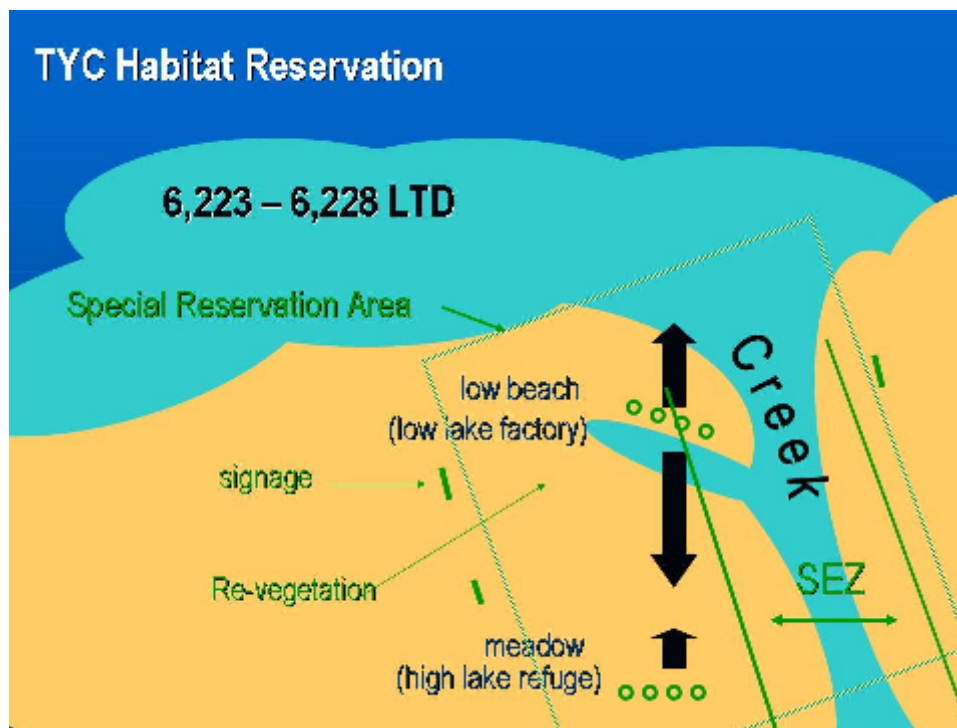 TYC Habitat Reservation
6,223 – 6,228 LTD
Special Reservation Area
Creek
low beach
(low lake factory)
signage
Re-vegetation
SEZ
meadow
(high lake refuge)